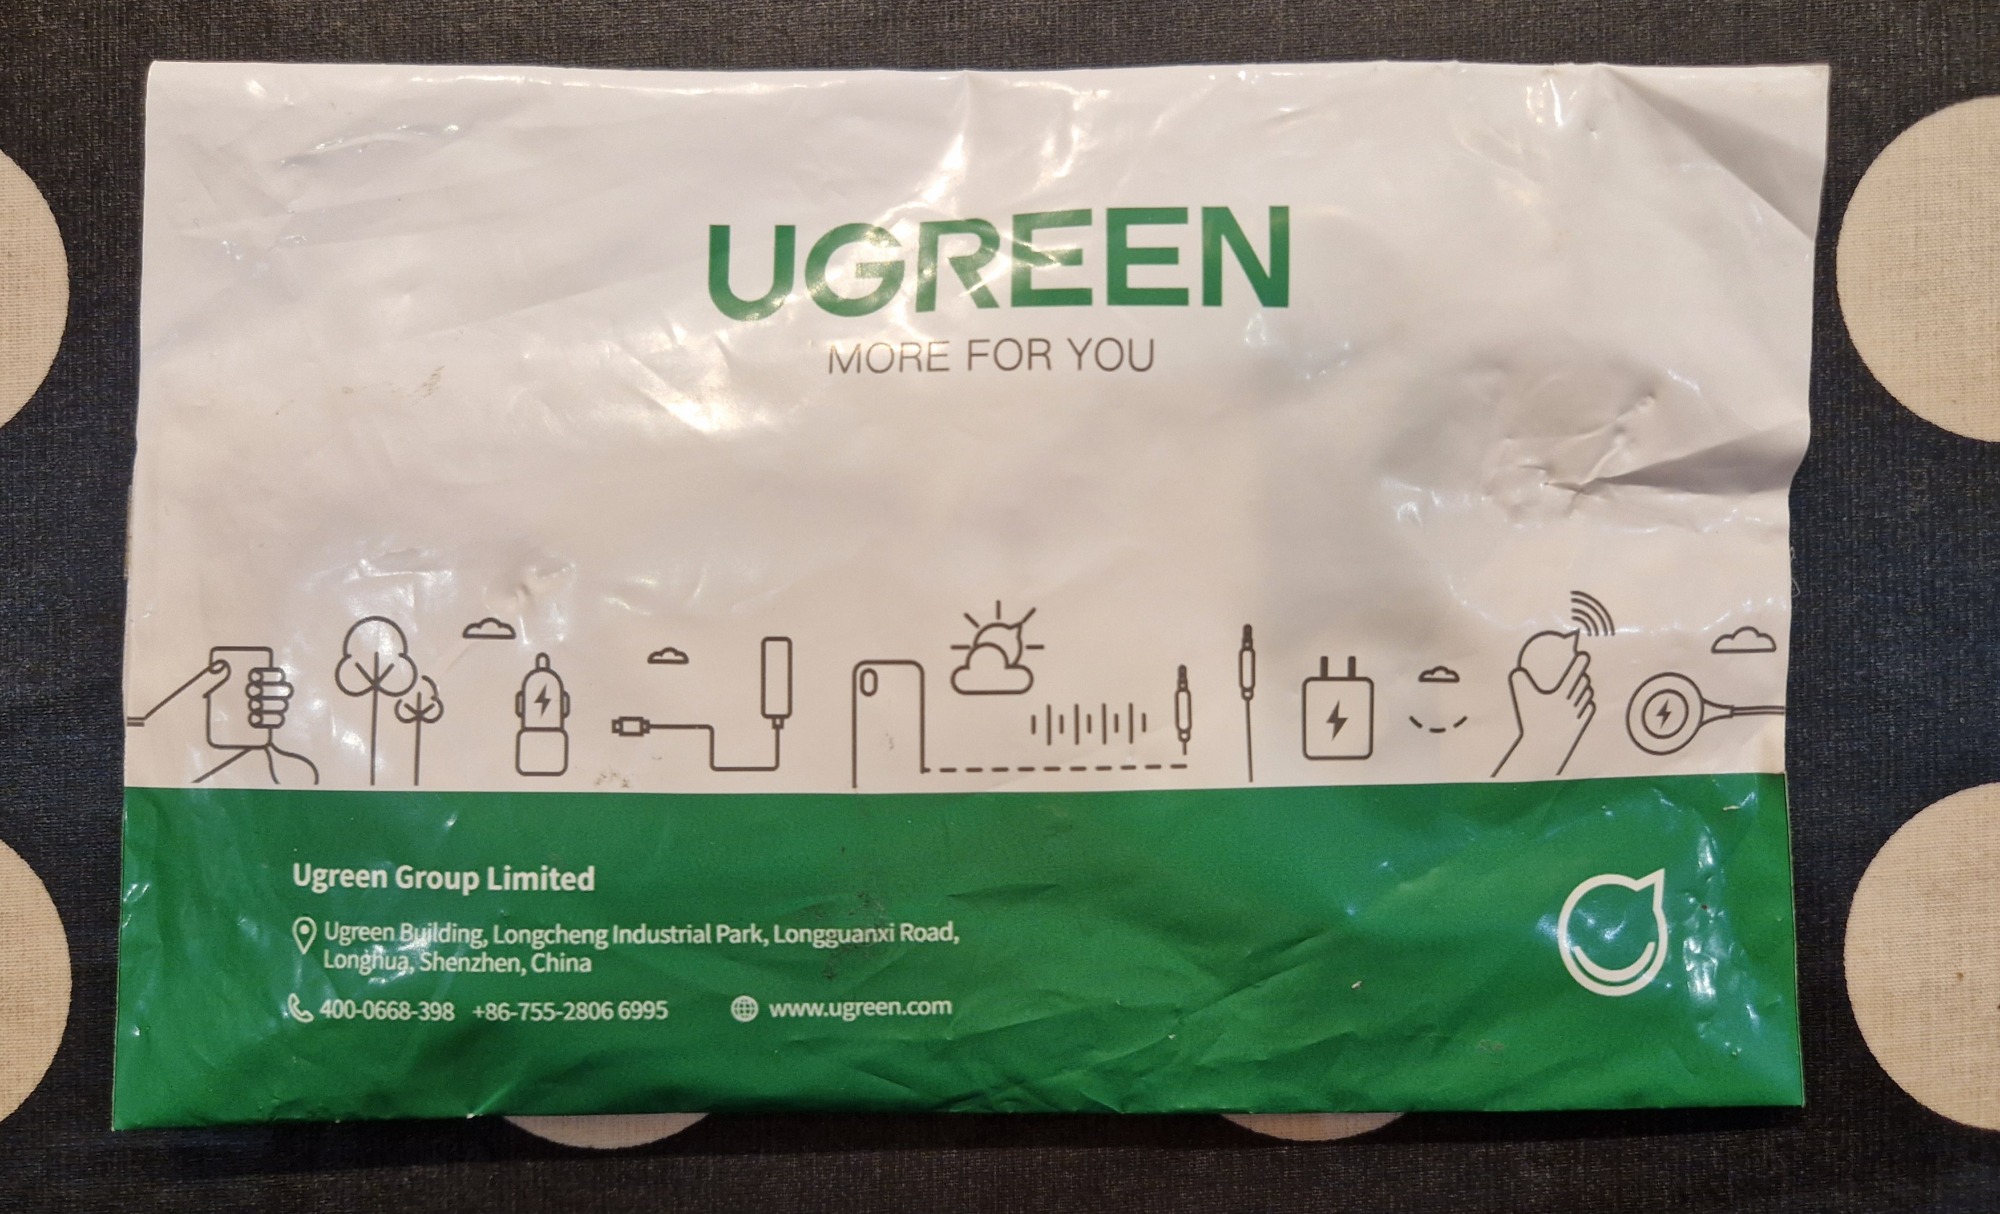 UGREEN
MORE FOR YOU
Ugreen Group Limited
Ugreen Building, Longcheng Industrial Park, Longguanxi Road,
Longhua, Shenzhen, China
400-0668-398 +86-755-2806 6995 www.ugreen.com